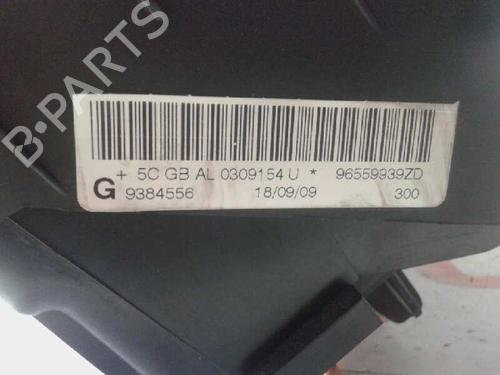 B-PARTS
+ 5C GB AL 0309154 U * 96559939ZD
G 9384556 18/09/09 300